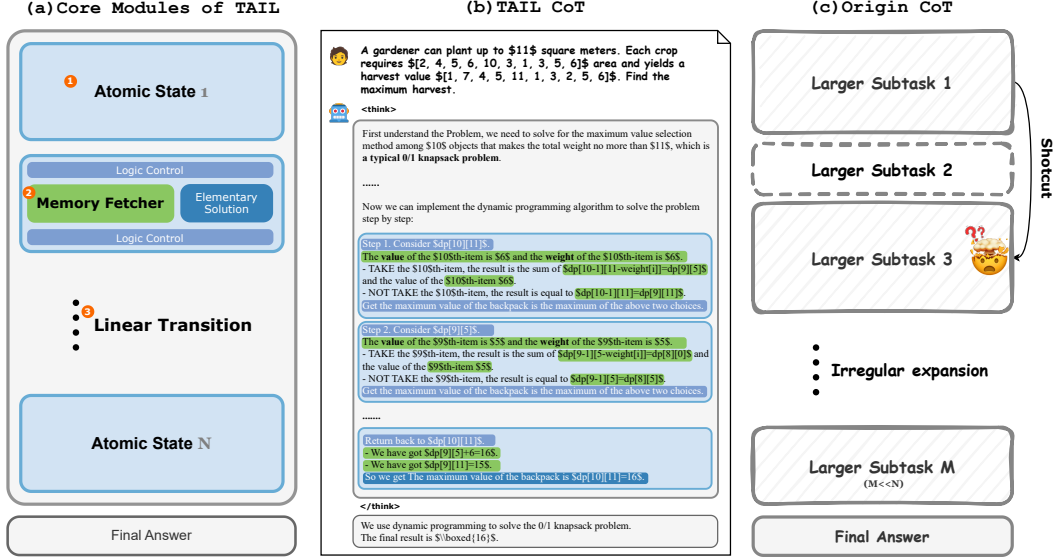 (a)Core Modules of TAIL
1
Atomic State 1
Logic Control
2
Memory Fetcher
Elementary
Solution
Logic Control
3
Linear Transition
Atomic State N
Final Answer
(b)TAIL CoT
A gardener can plant up to $11$ square meters. Each crop
requires $[2, 4, 5, 6, 10, 3, 1, 3, 5, 6]$ area and yields a
harvest value $[1, 7, 4, 5, 11, 1, 3, 2, 5, 6]$. Find the
maximum harvest.
<think>
First understand the Problem, we need to solve for the maximum value selection
method among $10$ objects that makes the total weight no more than $11$, which is
a typical 0/1 knapsack problem.
......
Now we can implement the dynamic programming algorithm to solve the problem
step by step:
Step 1. Consider $dp[10][11]$.
The value of the $10$th-item is $6$ and the weight of the $10$th-item is $6$.
- TAKE the $10$th-item, the result is the sum of $dp[10-1][11-weight[i]]=dp[9][5]$
and the value of the $10$th-item $6$.
- NOT TAKE the $10$th-item, the result is equal to $dp[10-1][11]=dp[9][11]$.
Get the maximum value of the backpack is the maximum of the above two choices.
Step 2. Consider $dp[9][5]$.
The value of the $9$th-item is $5$ and the weight of the $9$th-item is $5$.
- TAKE the $9$th-item, the result is the sum of $dp[9-1][5-weight[i]]=dp[8][0]$ and
the value of the $9$th-item $5$.
- NOT TAKE the $9$th-item, the result is equal to $dp[9-1][5]=dp[8][5]$.
Get the maximum value of the backpack is the maximum of the above two choices.
.......
Return back to $dp[10][11]$.
- We have got $dp[9][5]+6=16$.
- We have got $dp[9][11]=15$.
So we get The maximum value of the backpack is $dp[10][11]=16$.
</think>
We use dynamic programming to solve the 0/1 knapsack problem.
The final result is $\\boxed{16}$.
(c)Origin CoT
Larger Subtask 1
Larger Subtask 2
Larger Subtask 3
Shotcut
Irregular expansion
Larger Subtask M
(M<<N)
Final Answer